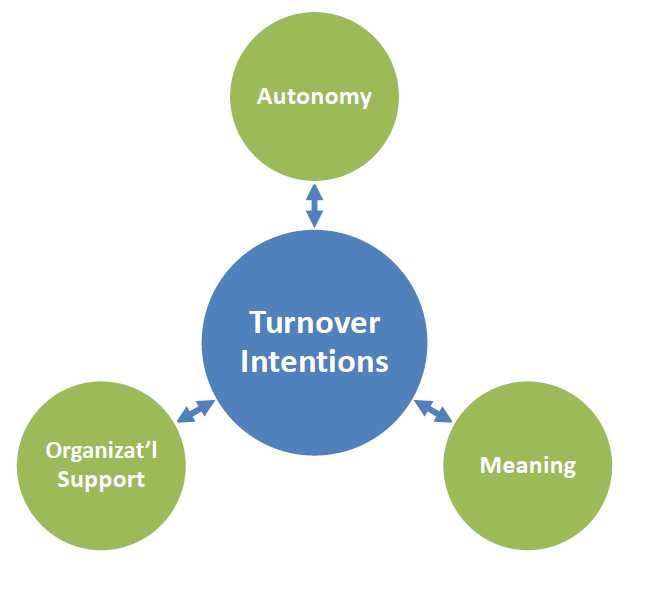 Autonomy
Turnover
Intentions
Organizat’l
Support
Meaning